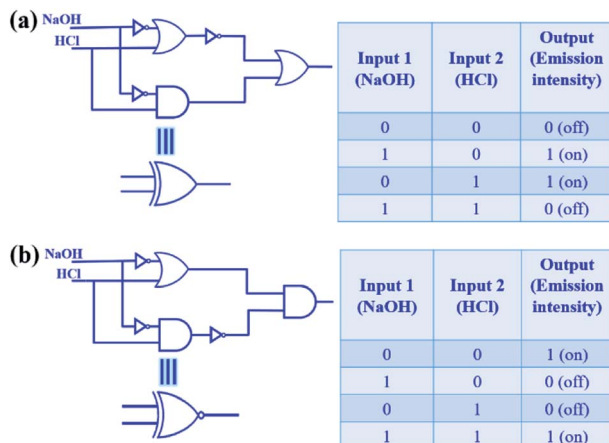 (a)
NaOH
HCl
Input 1 Input 2 Output
(NaOH) (HCl) (Emission
intensity)
0 0 0 (off)
1 0 1 (on)
0 1 1 (on)
1 1 0 (off)
(b)
NaOH
HCl
Input 1 Input 2 Output
(NaOH) (HCl) (Emission
intensity)
0 0 1 (on)
1 0 0 (off)
0 1 0 (off)
1 1 1 (on)